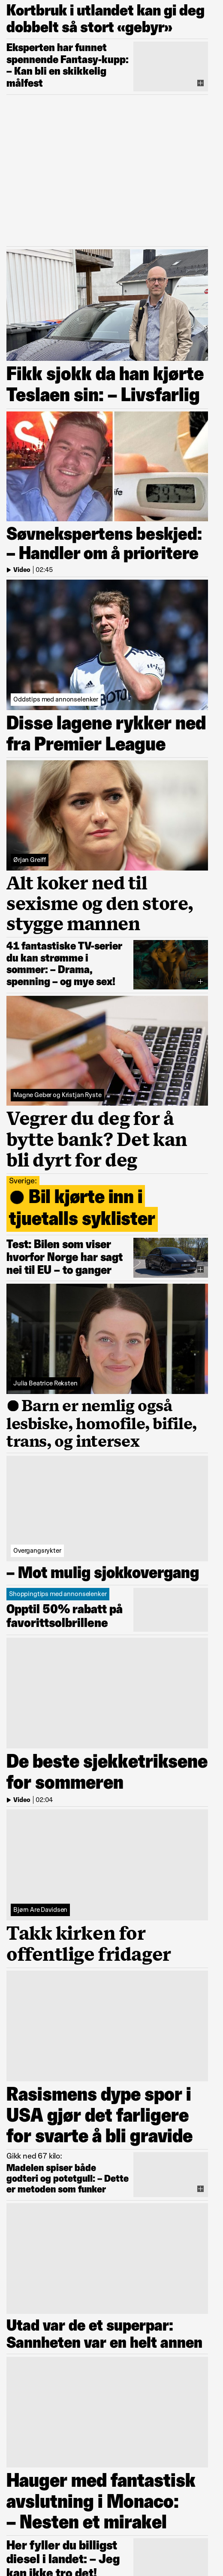 Kortbruk i utlandet kan gi deg
dobbelt så stort «gebyr»
Eksperten har funnet
spennende Fantasy-kupp:
– Kan bli en skikkelig
målfest
Fikk sjokk da han kjørte
Teslaen sin: – Livsfarlig
Søvnekspertens beskjed:
– Handler om å prioritere
Video | 02:45
Oddstips med annonselenker
Disse lagene rykker ned
fra Premier League
Ørjan Greiff
Alt koker ned til
sexisme og den store,
stygge mannen
41 fantastiske TV-serier
du kan strømme i
sommer: – Drama,
spenning – og mye sex!
Magne Geber og Kristjan Ryste
Vegrer du deg for å
bytte bank? Det kan
bli dyrt for deg
Sverige:
● Bil kjørte inn i
tjuetalls syklister
Test: Bilen som viser
hvorfor Norge har sagt
nei til EU – to ganger
Julia Beatrice Reksten
● Barn er nemlig også
lesbiske, homofile, bifile,
trans, og intersex
Overgangsrykter
– Mot mulig sjokkovergang
Shoppingtips med annonselenker
Opptil 50% rabatt på
favorittsolbrillene
De beste sjekketriksene
for sommeren
Video | 02:04
Bjørn Are Davidsen
Takk kirken for
offentlige fridager
Rasismens dype spor i
USA gjør det farligere
for svarte å bli gravide
Gikk ned 67 kilo:
Madelen spiser både
godteri og potetgull: – Dette
er metoden som funker
Utad var de et superpar:
Sannheten var en helt annen
Hauger med fantastisk
avslutning i Monaco:
– Nesten et mirakel
Her fyller du billigst
diesel i landet: – Jeg
kan ikke tro det!